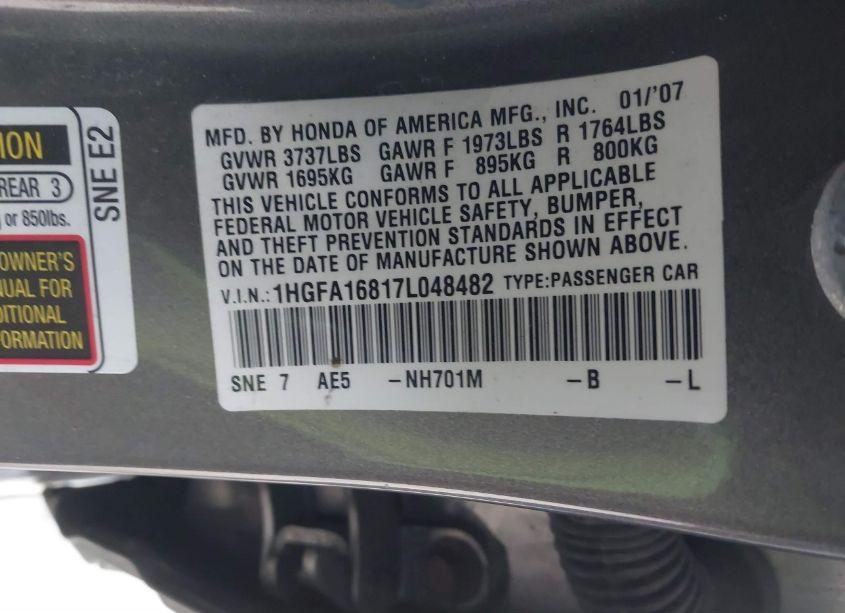 ION
REAR 3
or 850lbs.
OWNER'S
NUAL FOR
DITIONAL
FORMATION
SNE E2
MFD. BY HONDA OF AMERICA MFG., INC. 01/'07
GVWR 3737LBS GAWR F 1973LBS R 1764LBS
GVWR 1695KG GAWR F 895KG R 800KG
THIS VEHICLE CONFORMS TO ALL APPLICABLE
FEDERAL MOTOR VEHICLE SAFETY, BUMPER,
AND THEFT PREVENTION STANDARDS IN EFFECT
ON THE DATE OF MANUFACTURE SHOWN ABOVE.
V.I.N.: 1HGFA16817L048482 TYPE:PASSENGER CAR
SNE 7 AE5 -NH701M -B -L